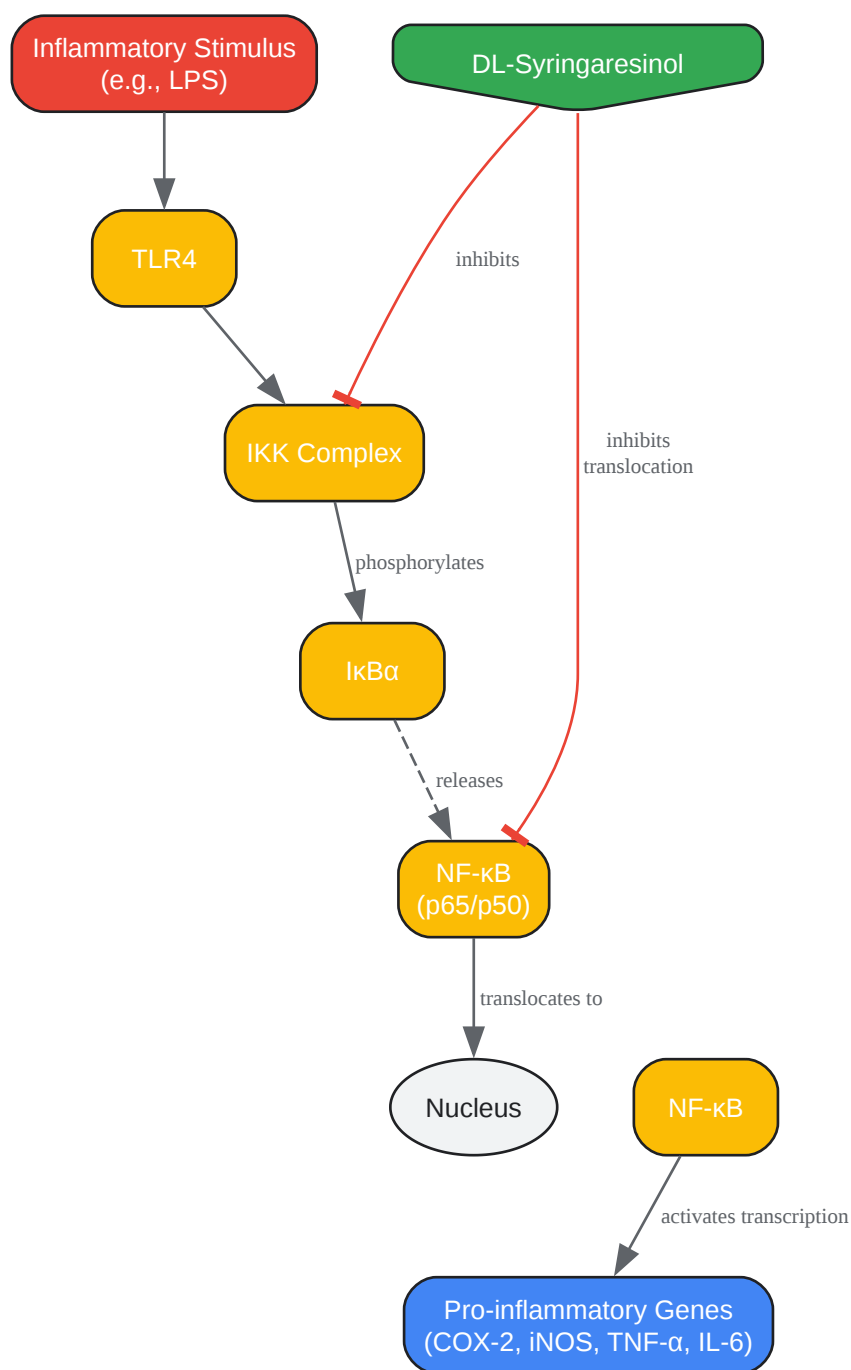 Inflammatory Stimulus
(e.g., LPS)
DL-Syringaresinol
TLR4
inhibits
IKK Complex
inhibits
translocation
phosphorylates
IκBα
releases
NF-κB
(p65/p50)
translocates to
Nucleus
NF-κB
activates transcription
Pro-inflammatory Genes
(COX-2, iNOS, TNF-α, IL-6)